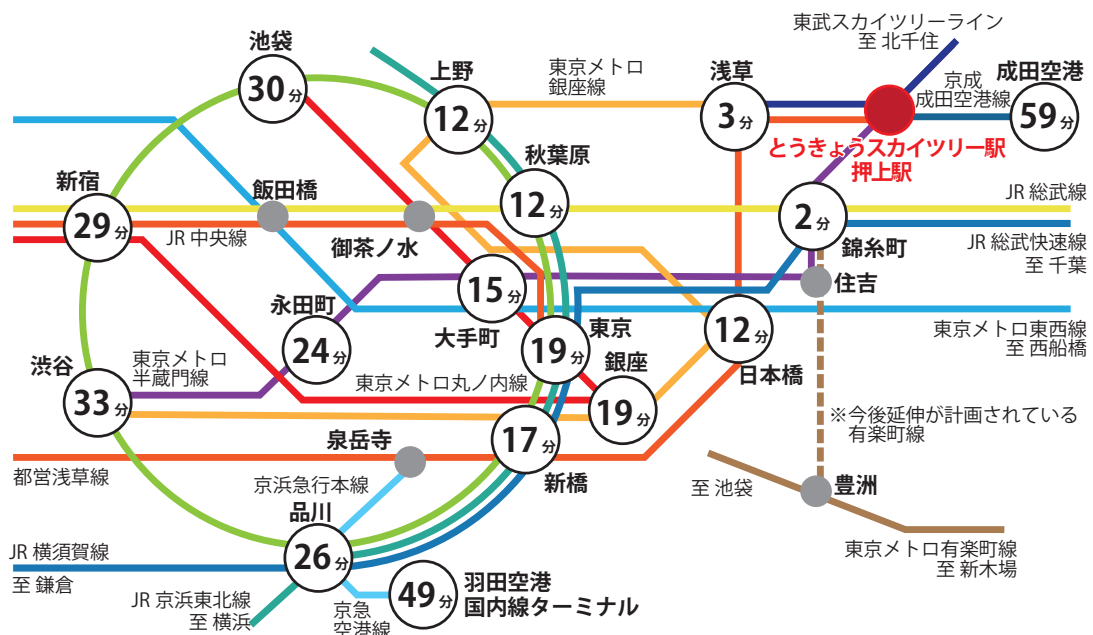 東武スカイツリーライン
至 北千住
池袋
30分
上野
12分
東京メトロ
銀座線
浅草
3分
京成
成田空港線
成田空港
59分
とうきょうスカイツリー駅
押上駅
秋葉原
12分
新宿
29分
飯田橋
御茶ノ水
JR 中央線
2分
錦糸町
JR 総武線
JR 総武快速線
至 千葉
住吉
永田町
24分
15分
大手町
東京
19分
銀座
19分
12分
日本橋
東京メトロ東西線
至 西船橋
渋谷
33分
東京メトロ
半蔵門線
東京メトロ丸ノ内線
※今後延伸が計画されている
有楽町線
泉岳寺
17分
新橋
都営浅草線
京浜急行本線
至 池袋
豊洲
品川
26分
JR 横須賀線
至 鎌倉
東京メトロ有楽町線
至 新木場
JR 京浜東北線
至 横浜
京急
空港線
49分
羽田空港
国内線ターミナル